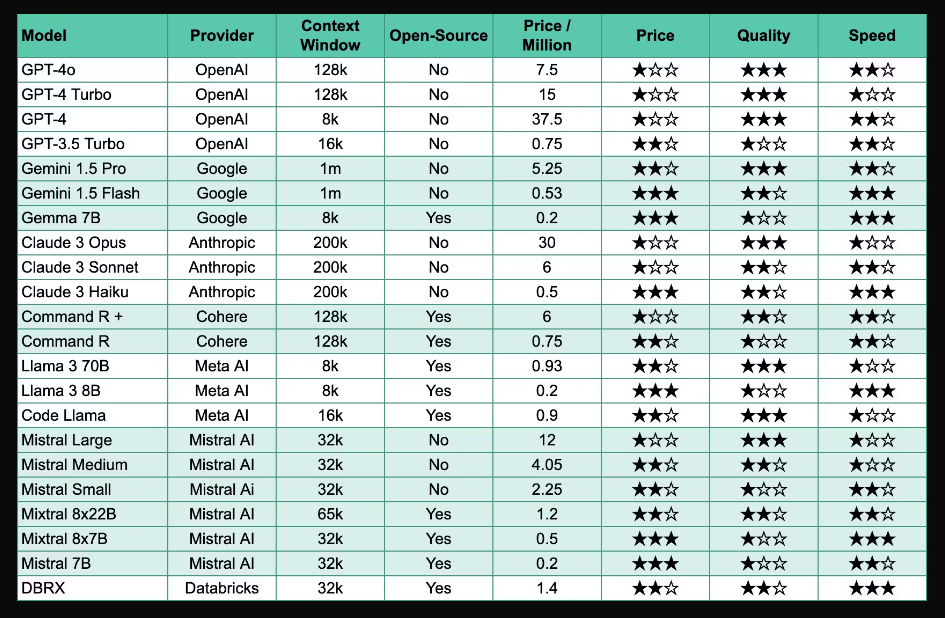 Model Provider Context Window Open-Source Price / Million Price Quality Speed
GPT-4o OpenAI 128k No 7.5 ★☆☆ ★★★ ★★☆
GPT-4 Turbo OpenAI 128k No 15 ★☆☆ ★★★ ★☆☆
GPT-4 OpenAI 8k No 37.5 ★☆☆ ★★★ ★★☆
GPT-3.5 Turbo OpenAI 16k No 0.75 ★★☆ ★☆☆ ★★☆
Gemini 1.5 Pro Google 1m No 5.25 ★★☆ ★★★ ★★☆
Gemini 1.5 Flash Google 1m No 0.53 ★★★ ★★☆ ★★★
Gemma 7B Google 8k Yes 0.2 ★★★ ★☆☆ ★★★
Claude 3 Opus Anthropic 200k No 30 ★☆☆ ★★★ ★☆☆
Claude 3 Sonnet Anthropic 200k No 6 ★☆☆ ★★☆ ★★☆
Claude 3 Haiku Anthropic 200k No 0.5 ★★★ ★★☆ ★★★
Command R + Cohere 128k Yes 6 ★☆☆ ★★☆ ★★☆
Command R Cohere 128k Yes 0.75 ★★☆ ★☆☆ ★★☆
Llama 3 70B Meta AI 8k Yes 0.93 ★★☆ ★★★ ★☆☆
Llama 3 8B Meta AI 8k Yes 0.2 ★★★ ★☆☆ ★★★
Code Llama Meta AI 16k Yes 0.9 ★★☆ ★★★ ★☆☆
Mistral Large Mistral AI 32k No 12 ★☆☆ ★★★ ★☆☆
Mistral Medium Mistral AI 32k No 4.05 ★★☆ ★★☆ ★☆☆
Mistral Small Mistral Ai 32k No 2.25 ★★☆ ★☆☆ ★★☆
Mixtral 8x22B Mistral AI 65k Yes 1.2 ★★☆ ★★☆ ★★☆
Mixtral 8x7B Mistral AI 32k Yes 0.5 ★★★ ★☆☆ ★★★
Mistral 7B Mistral AI 32k Yes 0.2 ★★★ ★☆☆ ★★☆
DBRX Databricks 32k Yes 1.4 ★★☆ ★★☆ ★★★